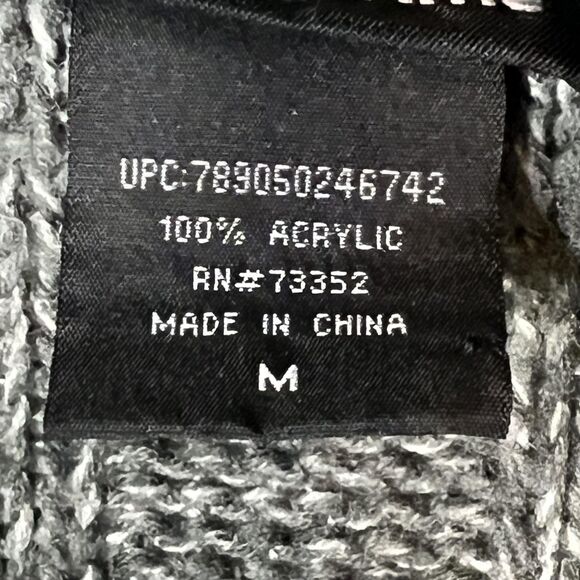 UPC:789050246742
100% ACRYLIC
RN#73352
MADE IN CHINA
M